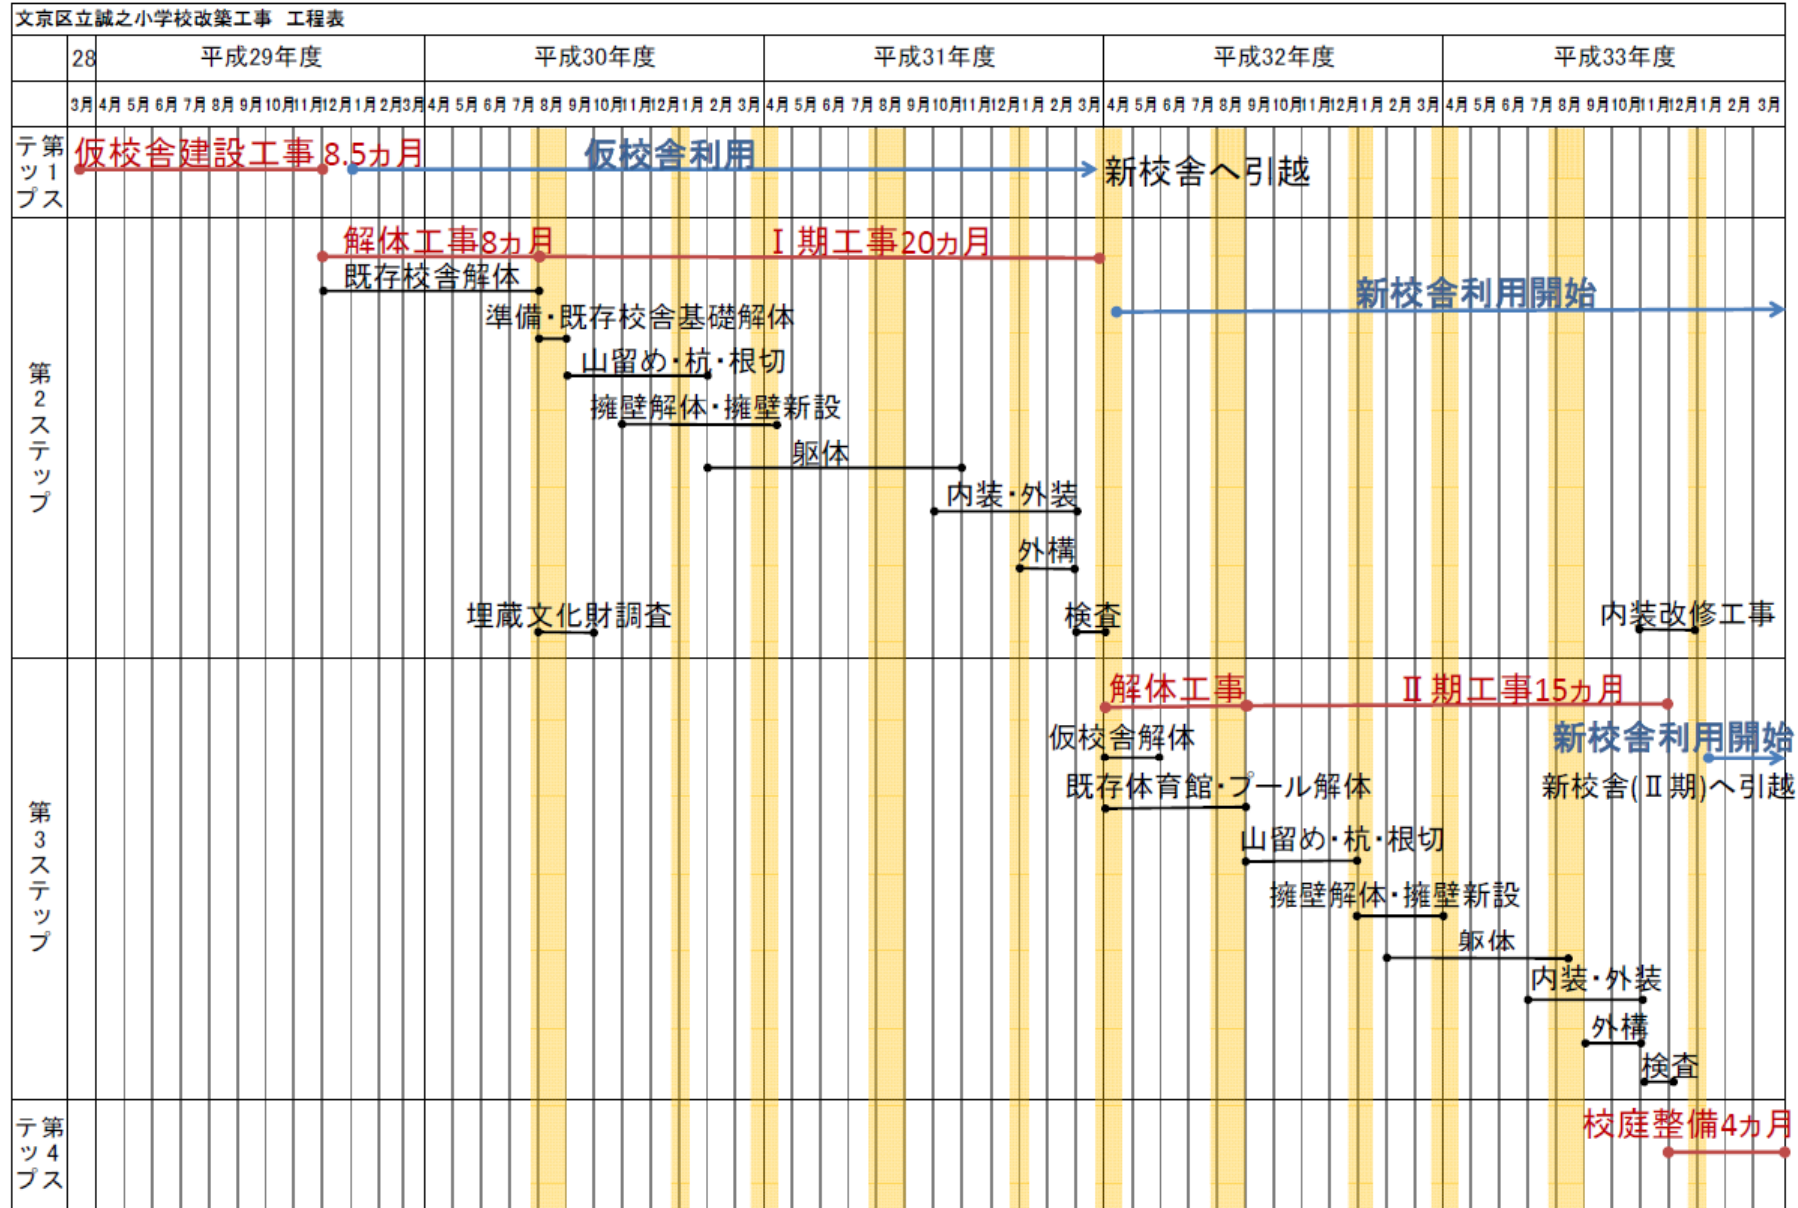 文京区立誠之小学校改築工事 工程表
28 平成29年度 平成30年度 平成31年度 平成32年度 平成33年度
3月 4月 5月 6月 7月 8月 9月 10月 11月 12月 1月 2月 3月 4月 5月 6月 7月 8月 9月 10月 11月 12月 1月 2月 3月 4月 5月 6月 7月 8月 9月 10月 11月 12月 1月 2月 3月 4月 5月 6月 7月 8月 9月 10月 11月 12月 1月 2月 3月 4月 5月 6月 7月 8月 9月 10月 11月 12月 1月 2月 3月
第1ステップ
仮校舎建設工事 8.5ヵ月
仮校舎利用
新校舎へ引越
第2ステップ
解体工事8ヵ月
Ⅰ期工事20ヵ月
既存校舎解体
新校舎利用開始
準備・既存校舎基礎解体
山留め・杭・根切
擁壁解体・擁壁新設
躯体
内装・外装
外構
埋蔵文化財調査
検査
内装改修工事
第3ステップ
解体工事
Ⅱ期工事15ヵ月
仮校舎解体
新校舎利用開始
既存体育館・プール解体
新校舎(Ⅱ期)へ引越
山留め・杭・根切
擁壁解体・擁壁新設
躯体
内装・外装
外構
検査
第4ステップ
校庭整備4ヵ月